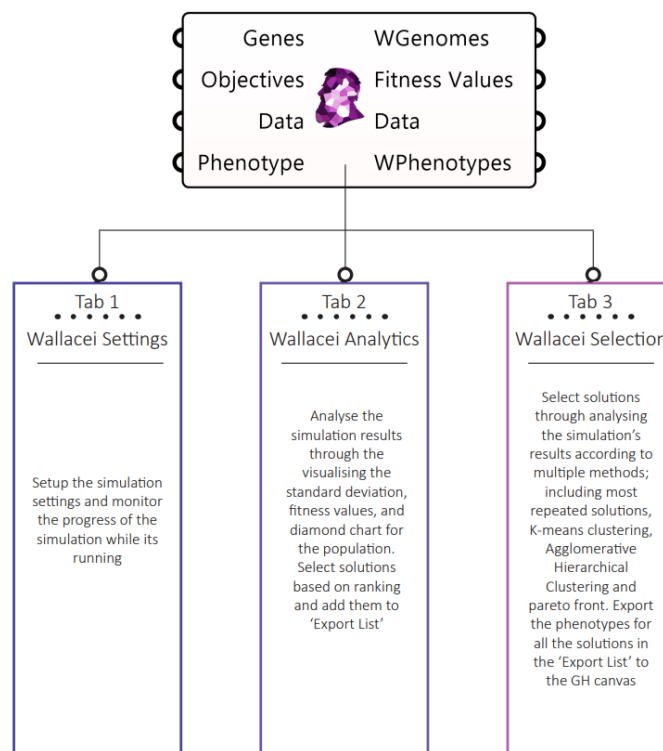 Genes WGenomes
Objectives Fitness Values
Data Data
Phenotype WPhenotypes
Tab 1
Wallacei Settings
Setup the simulation
settings and monitor
the progress of the
simulation while its
running
Tab 2
Wallacei Analytics
Analyse the
simulation results
through the
visualising the
standard deviation,
fitness values, and
diamond chart for
the population.
Select solutions
based on ranking
and add them to
‘Export List’
Tab 3
Wallacei Selection
Select solutions
through analysing
the simulation’s
results according to
multiple methods;
including most
repeated solutions,
K-means clustering,
Agglomerative
Hierarchical
Clustering and
pareto front. Export
the phenotypes for
all the solutions in
the ‘Export List’ to
the GH canvas